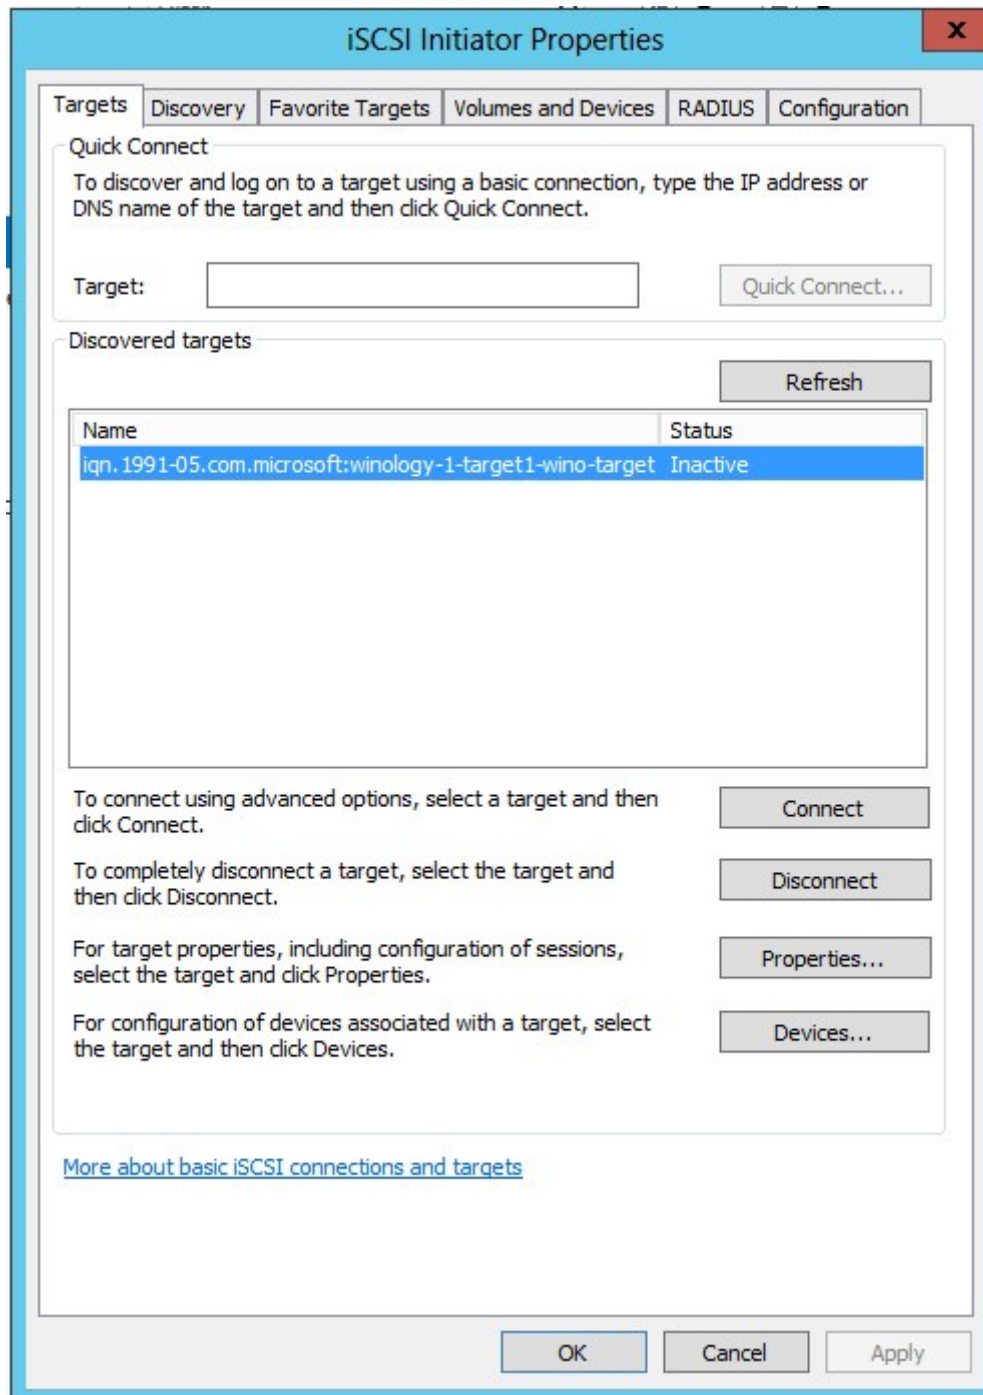 iSCSI Initiator Properties
x
Targets
Discovery
Favorite Targets
Volumes and Devices
RADIUS
Configuration
Quick Connect
To discover and log on to a target using a basic connection, type the IP address or
DNS name of the target and then click Quick Connect.
Target:
Quick Connect...
Discovered targets
Refresh
Name
Status
iqn.1991-05.com.microsoft:winology-1-target1-wino-target
Inactive
To connect using advanced options, select a target and then
click Connect.
Connect
To completely disconnect a target, select the target and
then click Disconnect.
Disconnect
For target properties, including configuration of sessions,
select the target and click Properties.
Properties...
For configuration of devices associated with a target, select
the target and then click Devices.
Devices...
More about basic iSCSI connections and targets
OK
Cancel
Apply